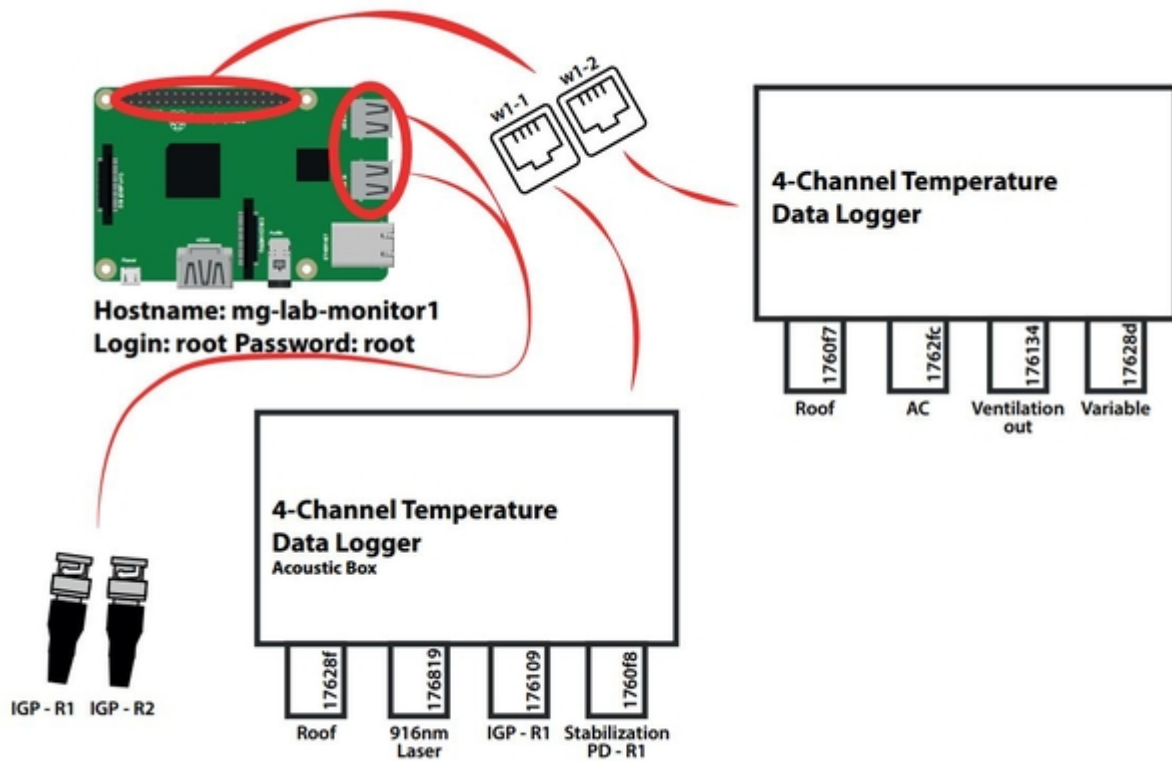 w1-1
w1-2
Hostname: mg-lab-monitor1
Login: root Password: root
4-Channel Temperature
Data Logger
1760f7
1762fc
176134
17628d
Roof
AC
Ventilation
out
Variable
4-Channel Temperature
Data Logger
Acoustic Box
17628f
176819
176109
1760f8
Roof
916nm
Laser
IGP - R1
Stabilization
PD - R1
IGP - R1
IGP - R2